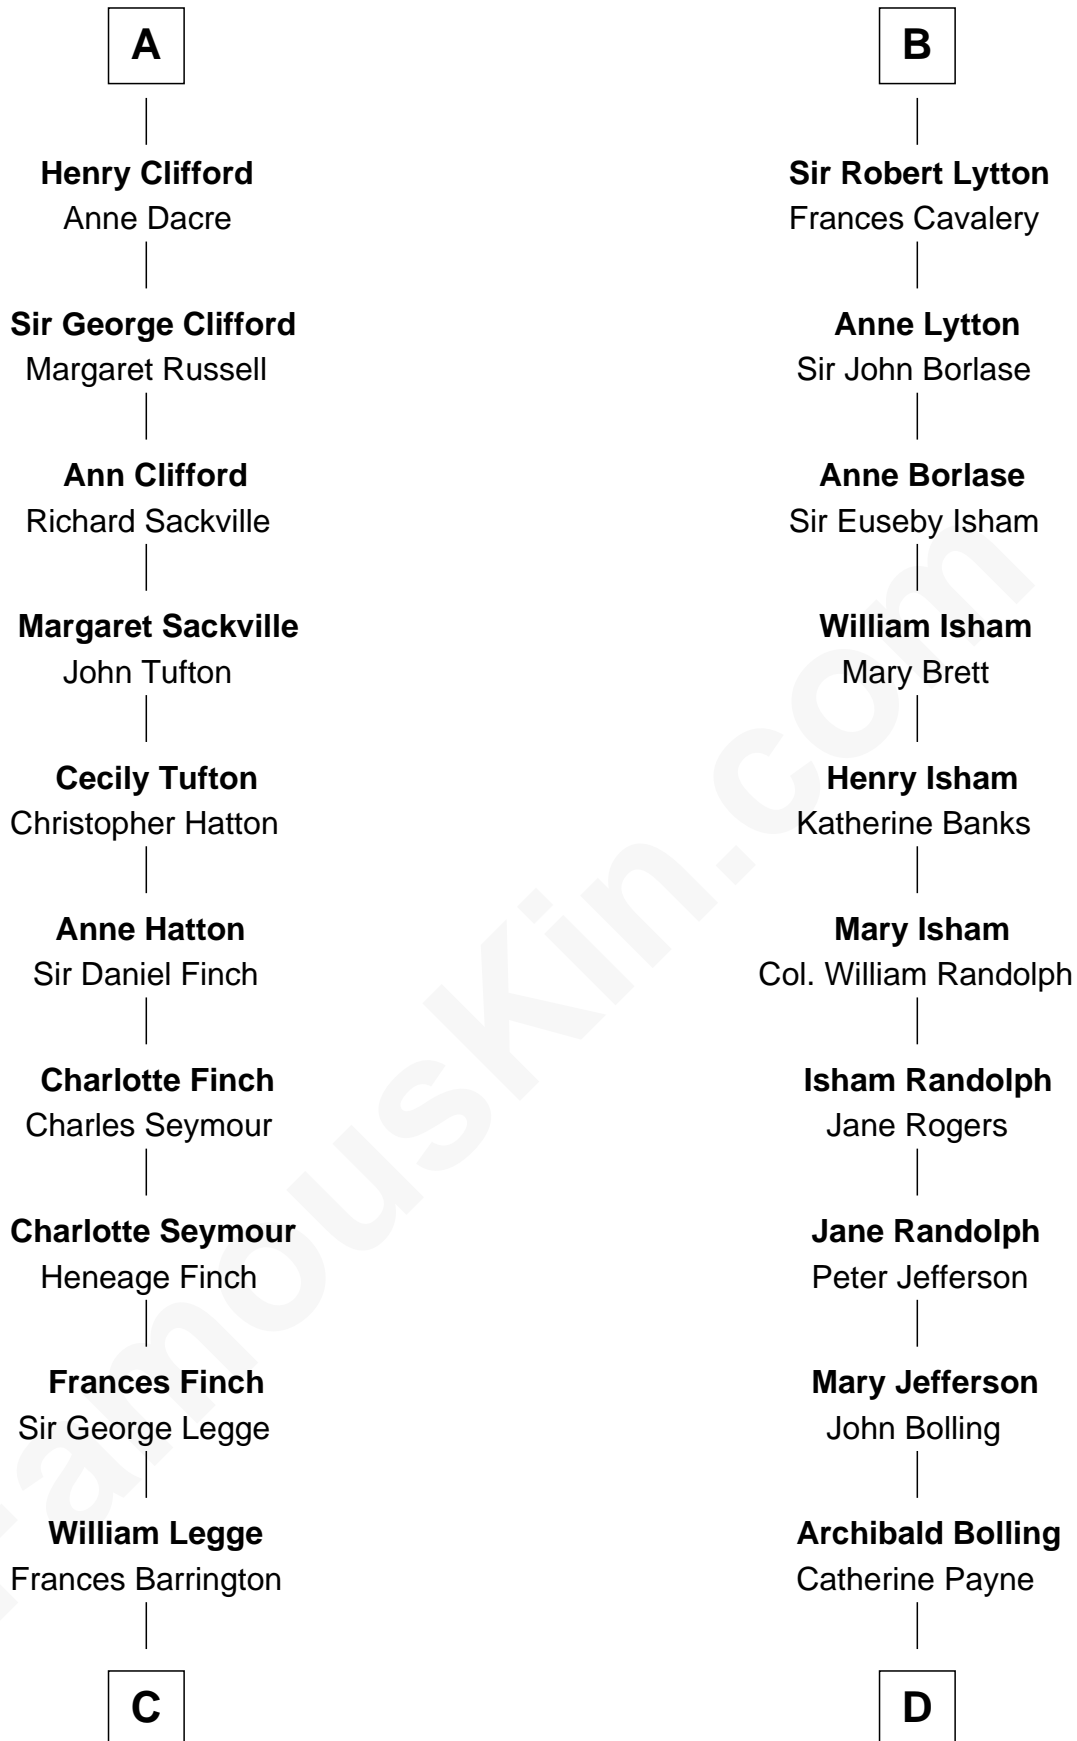 A
Henry Clifford
Anne Dacre
Sir George Clifford
Margaret Russell
Ann Clifford
Richard Sackville
Margaret Sackville
John Tufton
Cecily Tufton
Christopher Hatton
Anne Hatton
Sir Daniel Finch
Charlotte Finch
Charles Seymour
Charlotte Seymour
Heneage Finch
Frances Finch
Sir George Legge
William Legge
Frances Barrington
C
B
Sir Robert Lytton
Frances Cavalery
Anne Lytton
Sir John Borlase
Anne Borlase
Sir Euseby Isham
William Isham
Mary Brett
Henry Isham
Katherine Banks
Mary Isham
Col. William Randolph
Isham Randolph
Jane Rogers
Jane Randolph
Peter Jefferson
Mary Jefferson
John Bolling
Archibald Bolling
Catherine Payne
D
FamousKin.com